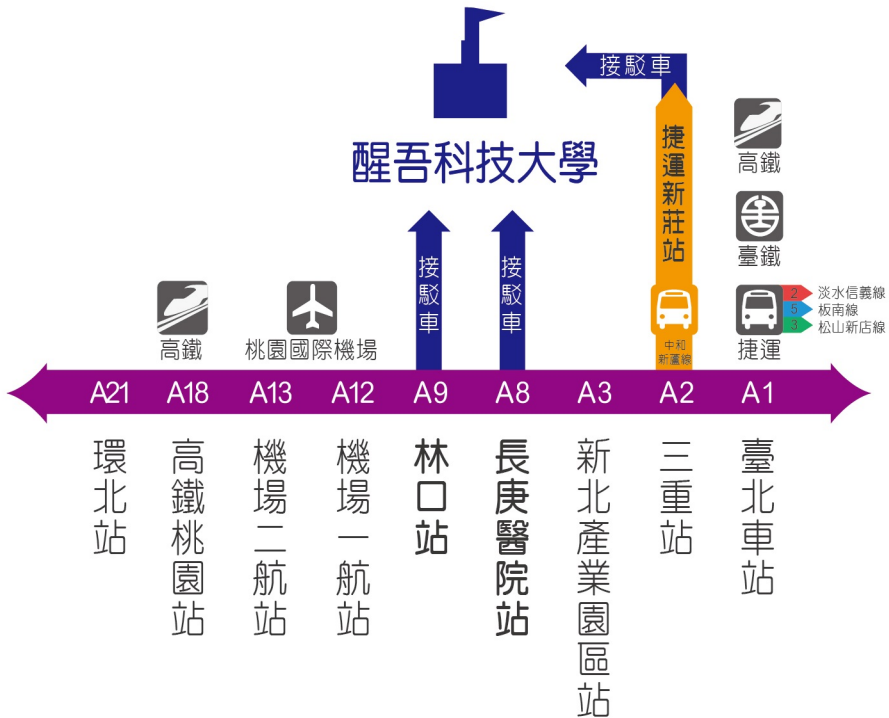 接駁車
醒吾科技大學
捷運新莊站
高鐵
臺鐵
接駁車
接駁車
2 淡水信義線
5 板南線
3 松山新店線
高鐵
桃園國際機場
中和
新蘆線
捷運
A21 A18 A13 A12 A9 A8 A3 A2 A1
環北站
高鐵桃園站
機場二航站
機場一航站
林口站
長庚醫院站
新北產業園區站
三重站
臺北車站